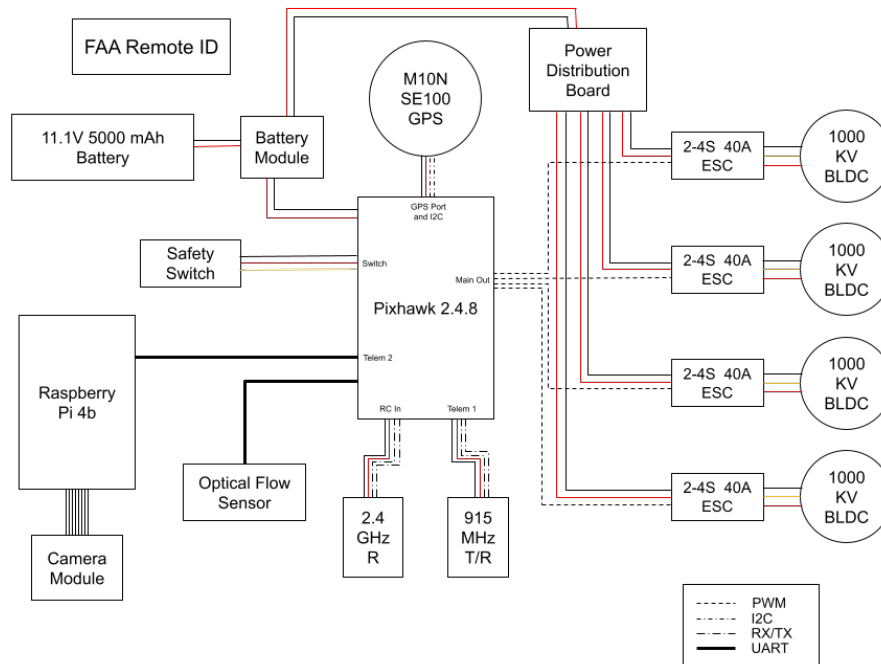 FAA Remote ID
M10N
SE100
GPS
Power
Distribution
Board
11.1V 5000 mAh
Battery
Battery
Module
2-4S 40A
ESC
1000
KV
BLDC
GPS Port
and I2C
Safety
Switch
Switch
Main Out
2-4S 40A
ESC
1000
KV
BLDC
Pixhawk 2.4.8
Telem 2
Raspberry
Pi 4b
2-4S 40A
ESC
1000
KV
BLDC
RC In
Telem 1
Optical Flow
Sensor
2-4S 40A
ESC
1000
KV
BLDC
2.4
GHz
R
915
MHz
T/R
Camera
Module
PWM
I2C
RX/TX
UART